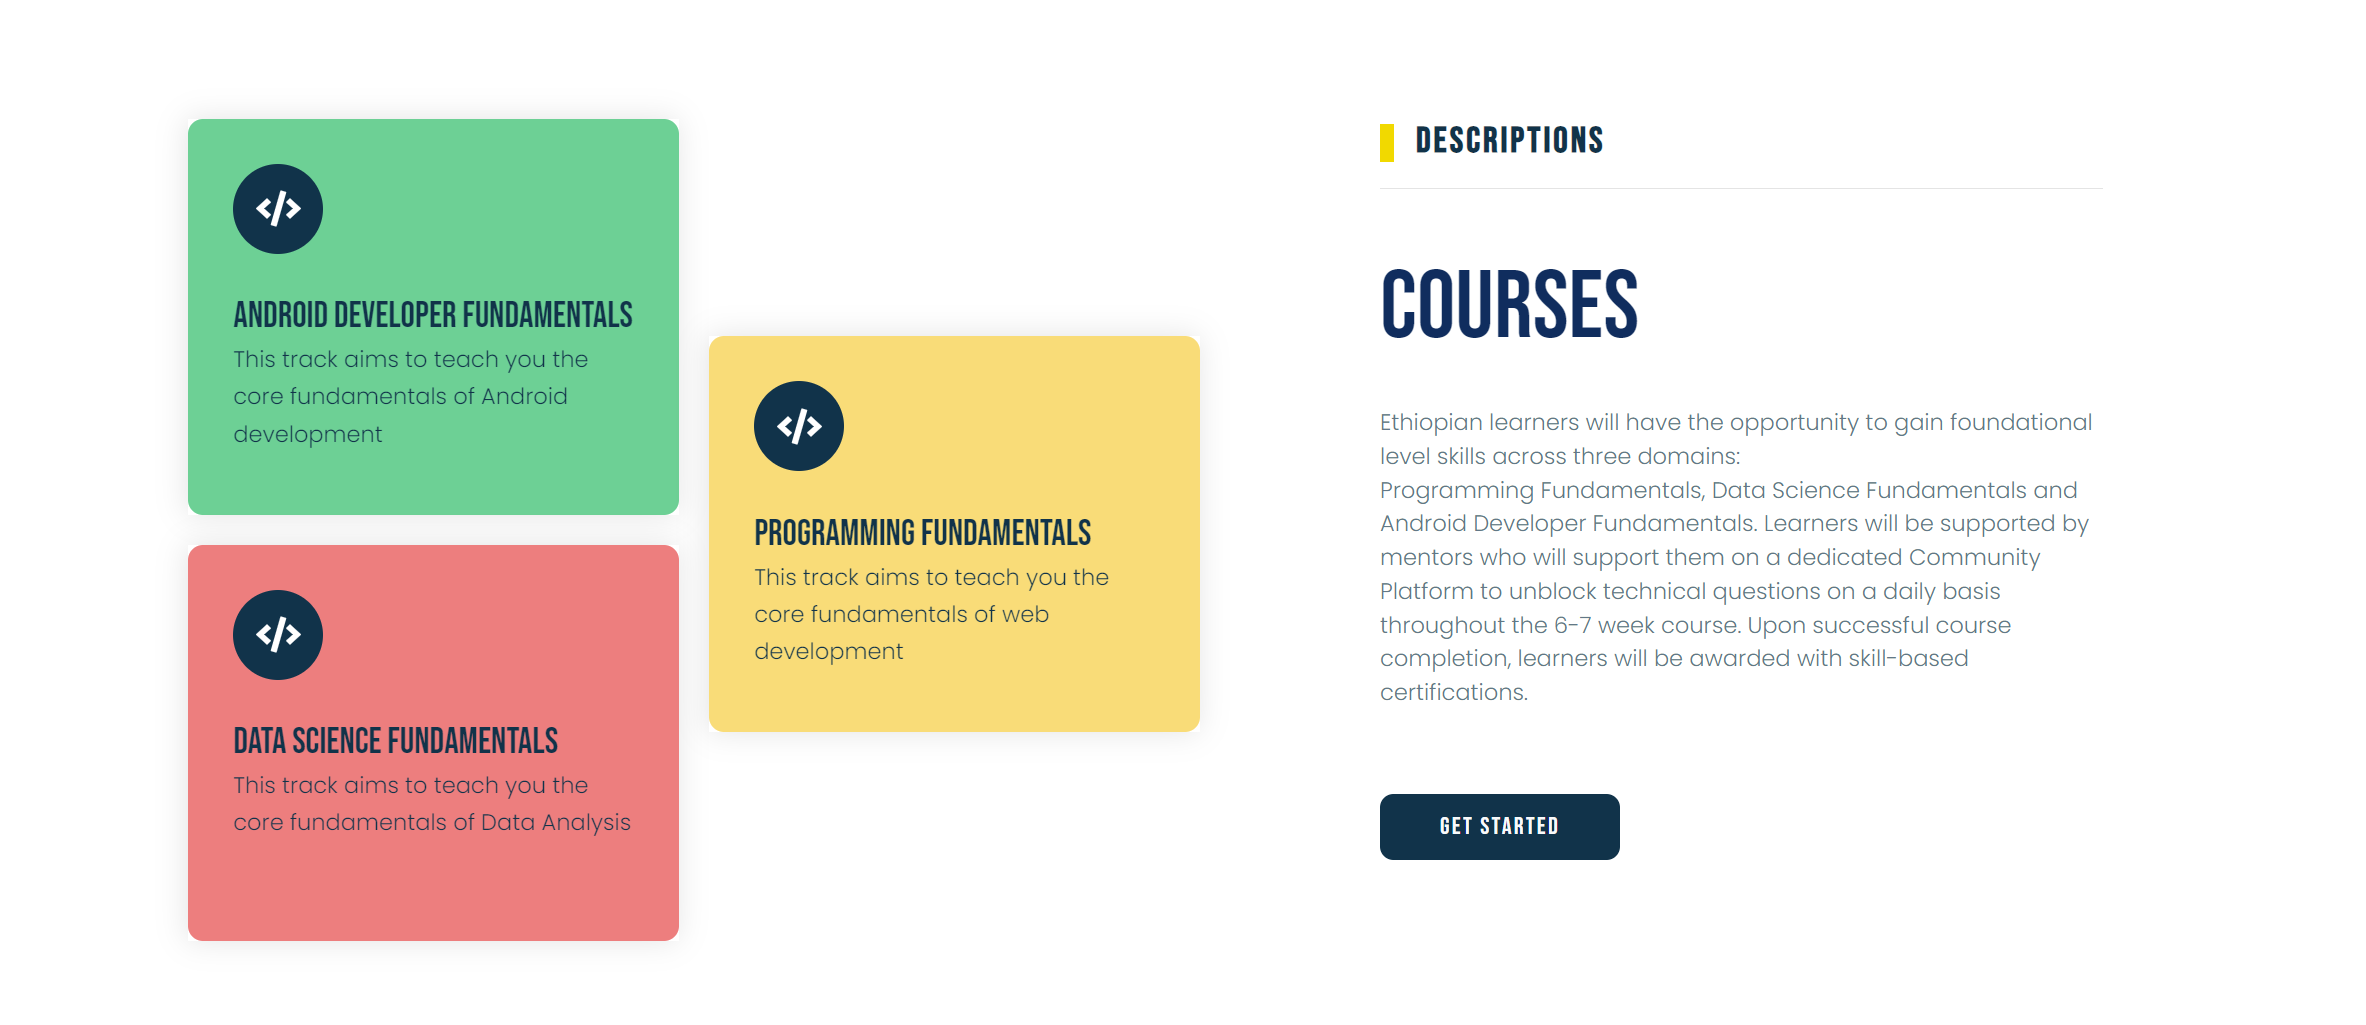 ANDROID DEVELOPER FUNDAMENTALS
This track aims to teach you the
core fundamentals of Android
development
DATA SCIENCE FUNDAMENTALS
This track aims to teach you the
core fundamentals of Data Analysis
PROGRAMMING FUNDAMENTALS
This track aims to teach you the
core fundamentals of web
development
DESCRIPTIONS
COURSES
Ethiopian learners will have the opportunity to gain foundational
level skills across three domains:
Programming Fundamentals, Data Science Fundamentals and
Android Developer Fundamentals. Learners will be supported by
mentors who will support them on a dedicated Community
Platform to unblock technical questions on a daily basis
throughout the 6-7 week course. Upon successful course
completion, learners will be awarded with skill-based
certifications.
GET STARTED